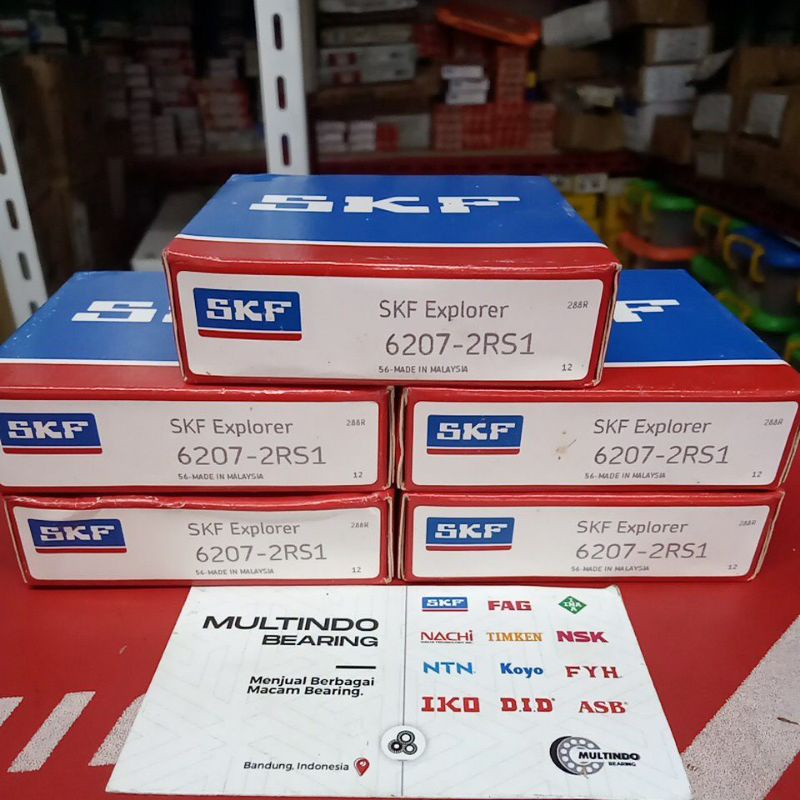 SKF
SKF
SKF Explorer
288R
6207-2RS1
56-MADE IN MALAYSIA
12
S
SKF
SKF Explorer
288R
6207-2RS1
56-MADE IN MALAYSIA
12
F
SKF
SKF Explorer
288R
6207-2RS1
56-MADE IN MALAYSIA
12
SKF
SKF Explorer
288R
6207-2RS1
56-MADE IN MALAYSIA
12
SKF
SKF Explorer
288R
6207-2RS1
56-MADE IN MALAYSIA
12
MULTINDO
BEARING
Menjual Berbagai
Macam Bearing.
Bandung, Indonesia
SKF FAG INA
NACHI TIMKEN NSK
NTN Koyo FYH
IKO D.I.D ASB
MULTINDO
BEARING